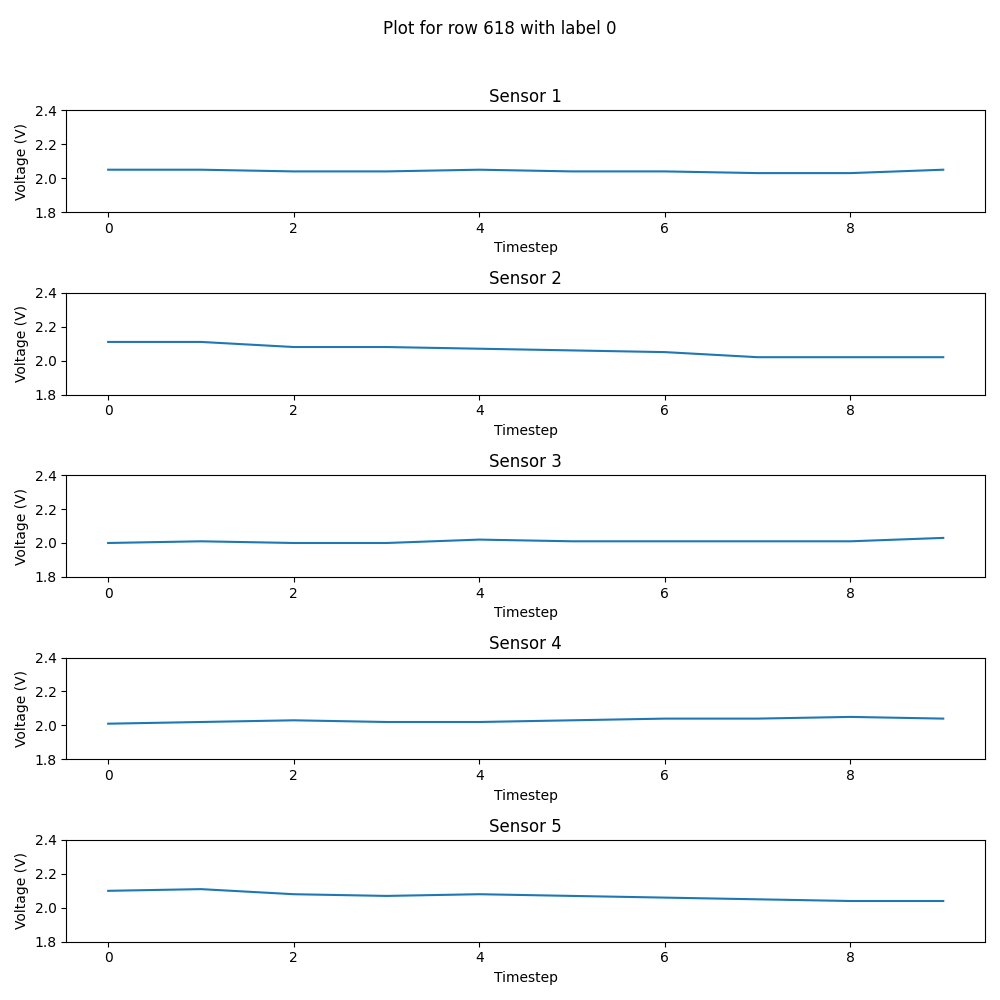 Plot for row 618 with label 0
Sensor 1
2.4
2.2
2.0
1.8
Voltage (V)
0 2 4 6 8
Timestep
Sensor 2
2.4
2.2
2.0
1.8
Voltage (V)
0 2 4 6 8
Timestep
Sensor 3
2.4
2.2
2.0
1.8
Voltage (V)
0 2 4 6 8
Timestep
Sensor 4
2.4
2.2
2.0
1.8
Voltage (V)
0 2 4 6 8
Timestep
Sensor 5
2.4
2.2
2.0
1.8
Voltage (V)
0 2 4 6 8
Timestep